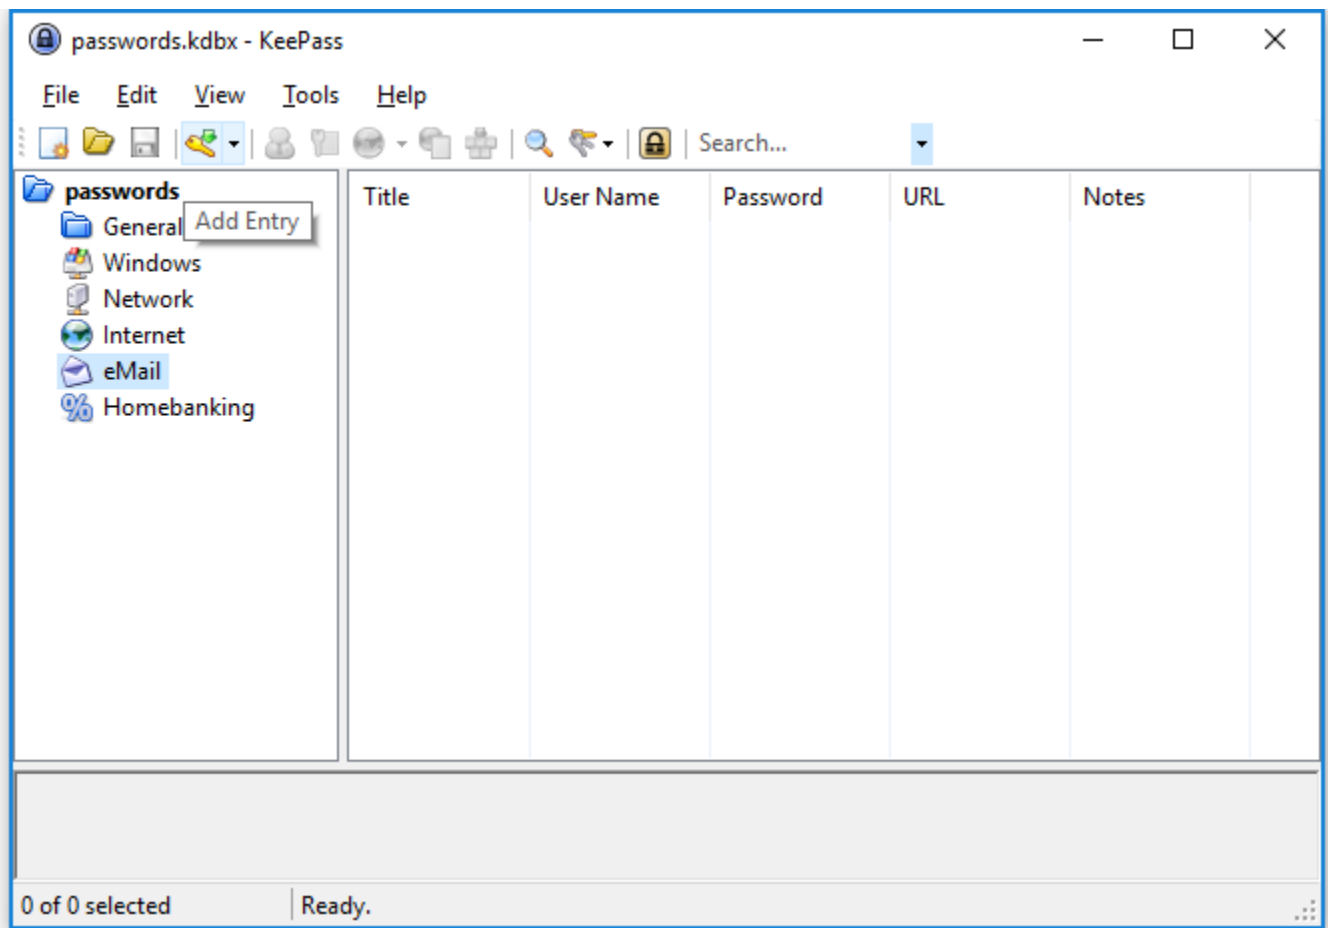 passwords.kdbx - KeePass
File Edit View Tools Help
Search...
passwords
Add Entry
General
Windows
Network
Internet
eMail
Homebanking
Title User Name Password URL Notes
0 of 0 selected Ready.